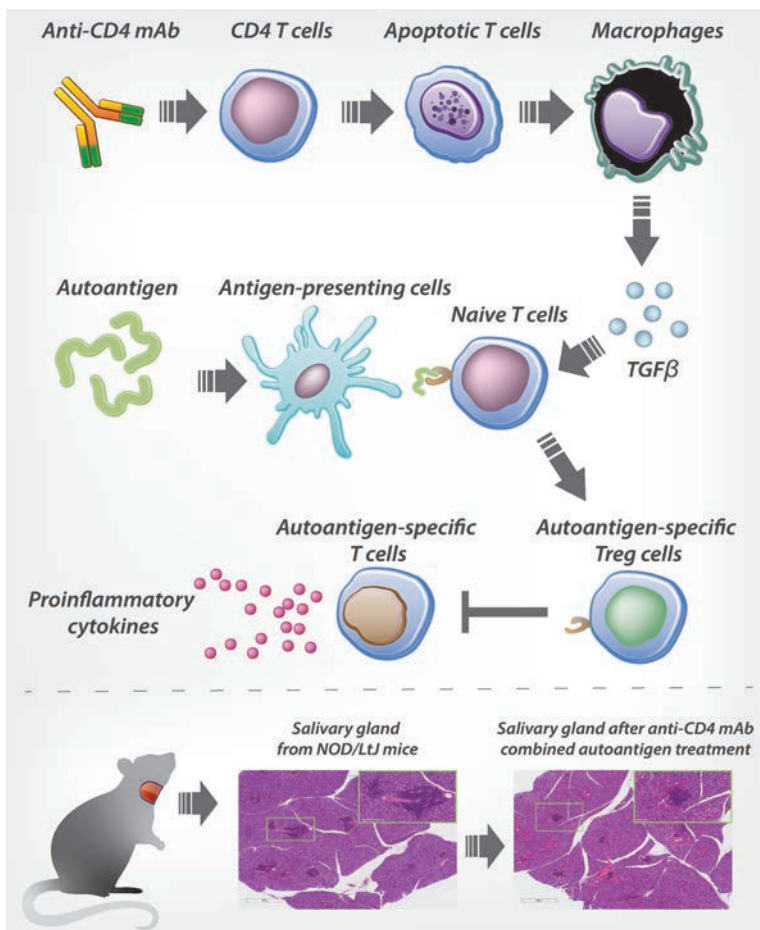 Anti-CD4 mAb
CD4 T cells
Apoptotic T cells
Macrophages
Autoantigen
Antigen-presenting cells
Naive T cells
TGFβ
Autoantigen-specific
T cells
Autoantigen-specific
Treg cells
Proinflammatory
cytokines
Salivary gland
from NOD/LtJ mice
Salivary gland after anti-CD4 mAb
combined autoantigen treatment